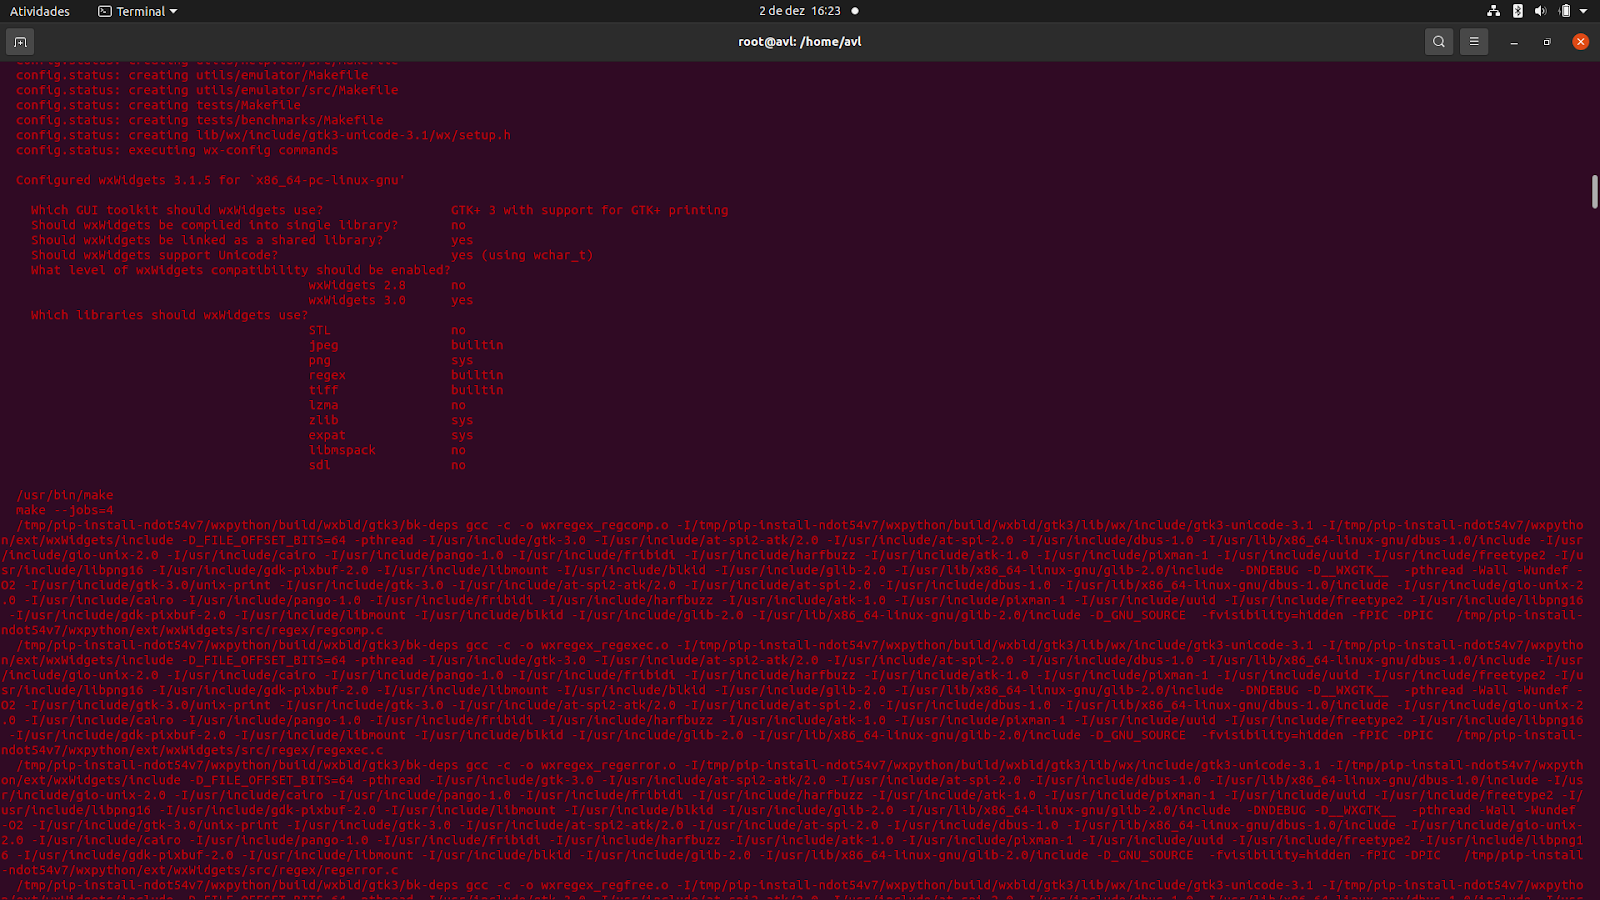 Atividades
Terminal
2 de dez 16:23
root@avl: /home/avl
config.status: creating utils/emulator/Makefile
config.status: creating utils/emulator/src/Makefile
config.status: creating tests/Makefile
config.status: creating tests/benchmarks/Makefile
config.status: creating lib/wx/include/gtk3-unicode-3.1/wx/setup.h
config.status: executing wx-config commands
Configured wxWidgets 3.1.5 for `x86_64-pc-linux-gnu'
Which GUI toolkit should wxWidgets use? GTK+ 3 with support for GTK+ printing
Should wxWidgets be compiled into single library? no
Should wxWidgets be linked as a shared library? yes
Should wxWidgets support Unicode? yes (using wchar_t)
What level of wxWidgets compatibility should be enabled?
wxWidgets 2.8 no
wxWidgets 3.0 yes
Which libraries should wxWidgets use?
STL no
jpeg builtin
png sys
regex builtin
tiff builtin
lzma no
zlib sys
expat sys
libmspack no
sdl no
/usr/bin/make
make --jobs=4
/tmp/pip-install-ndot54v7/wxpython/build/wxbld/gtk3/bk-deps gcc -c -o wxregex_regcomp.o -I/tmp/pip-install-ndot54v7/wxpython/build/wxbld/gtk3/lib/wx/include/gtk3-unicode-3.1 -I/tmp/pip-install-ndot54v7/wxpytho
n/ext/wxWidgets/include -D_FILE_OFFSET_BITS=64 -pthread -I/usr/include/gtk-3.0 -I/usr/include/at-spi2-atk/2.0 -I/usr/include/at-spi-2.0 -I/usr/include/dbus-1.0 -I/usr/lib/x86_64-linux-gnu/dbus-1.0/include -I/usr
/include/gio-unix-2.0 -I/usr/include/cairo -I/usr/include/pango-1.0 -I/usr/include/fribidi -I/usr/include/harfbuzz -I/usr/include/atk-1.0 -I/usr/include/pixman-1 -I/usr/include/uuid -I/usr/include/freetype2 -I/u
sr/include/libpng16 -I/usr/include/gdk-pixbuf-2.0 -I/usr/include/libmount -I/usr/include/blkid -I/usr/include/glib-2.0 -I/usr/lib/x86_64-linux-gnu/glib-2.0/include -DNDEBUG -D__WXGTK__ -pthread -Wall -Wundef -
O2 -I/usr/include/gtk-3.0/unix-print -I/usr/include/gtk-3.0 -I/usr/include/at-spi2-atk/2.0 -I/usr/include/at-spi-2.0 -I/usr/include/dbus-1.0 -I/usr/lib/x86_64-linux-gnu/dbus-1.0/include -I/usr/include/gio-unix-2
.0 -I/usr/include/cairo -I/usr/include/pango-1.0 -I/usr/include/fribidi -I/usr/include/harfbuzz -I/usr/include/atk-1.0 -I/usr/include/pixman-1 -I/usr/include/uuid -I/usr/include/freetype2 -I/usr/include/libpng16
-I/usr/include/gdk-pixbuf-2.0 -I/usr/include/libmount -I/usr/include/blkid -I/usr/include/glib-2.0 -I/usr/lib/x86_64-linux-gnu/glib-2.0/include -D_GNU_SOURCE -fvisibility=hidden -fPIC -DPIC /tmp/pip-install-
ndot54v7/wxpython/ext/wxWidgets/src/regex/regcomp.c
/tmp/pip-install-ndot54v7/wxpython/build/wxbld/gtk3/bk-deps gcc -c -o wxregex_regexec.o -I/tmp/pip-install-ndot54v7/wxpython/build/wxbld/gtk3/lib/wx/include/gtk3-unicode-3.1 -I/tmp/pip-install-ndot54v7/wxpytho
n/ext/wxWidgets/include -D_FILE_OFFSET_BITS=64 -pthread -I/usr/include/gtk-3.0 -I/usr/include/at-spi2-atk/2.0 -I/usr/include/at-spi-2.0 -I/usr/include/dbus-1.0 -I/usr/lib/x86_64-linux-gnu/dbus-1.0/include -I/usr
/include/gio-unix-2.0 -I/usr/include/cairo -I/usr/include/pango-1.0 -I/usr/include/fribidi -I/usr/include/harfbuzz -I/usr/include/atk-1.0 -I/usr/include/pixman-1 -I/usr/include/uuid -I/usr/include/freetype2 -I/u
sr/include/libpng16 -I/usr/include/gdk-pixbuf-2.0 -I/usr/include/libmount -I/usr/include/blkid -I/usr/include/glib-2.0 -I/usr/lib/x86_64-linux-gnu/glib-2.0/include -DNDEBUG -D__WXGTK__ -pthread -Wall -Wundef -
O2 -I/usr/include/gtk-3.0/unix-print -I/usr/include/gtk-3.0 -I/usr/include/at-spi2-atk/2.0 -I/usr/include/at-spi-2.0 -I/usr/include/dbus-1.0 -I/usr/lib/x86_64-linux-gnu/dbus-1.0/include -I/usr/include/gio-unix-2
.0 -I/usr/include/cairo -I/usr/include/pango-1.0 -I/usr/include/fribidi -I/usr/include/harfbuzz -I/usr/include/atk-1.0 -I/usr/include/pixman-1 -I/usr/include/uuid -I/usr/include/freetype2 -I/usr/include/libpng16
-I/usr/include/gdk-pixbuf-2.0 -I/usr/include/libmount -I/usr/include/blkid -I/usr/include/glib-2.0 -I/usr/lib/x86_64-linux-gnu/glib-2.0/include -D_GNU_SOURCE -fvisibility=hidden -fPIC -DPIC /tmp/pip-install-
ndot54v7/wxpython/ext/wxWidgets/src/regex/regexec.c
/tmp/pip-install-ndot54v7/wxpython/build/wxbld/gtk3/bk-deps gcc -c -o wxregex_regerror.o -I/tmp/pip-install-ndot54v7/wxpython/build/wxbld/gtk3/lib/wx/include/gtk3-unicode-3.1 -I/tmp/pip-install-ndot54v7/wxpyth
on/ext/wxWidgets/include -D_FILE_OFFSET_BITS=64 -pthread -I/usr/include/gtk-3.0 -I/usr/include/at-spi2-atk/2.0 -I/usr/include/at-spi-2.0 -I/usr/include/dbus-1.0 -I/usr/lib/x86_64-linux-gnu/dbus-1.0/include -I/us
r/include/gio-unix-2.0 -I/usr/include/cairo -I/usr/include/pango-1.0 -I/usr/include/fribidi -I/usr/include/harfbuzz -I/usr/include/atk-1.0 -I/usr/include/pixman-1 -I/usr/include/uuid -I/usr/include/freetype2 -I/
usr/include/libpng16 -I/usr/include/gdk-pixbuf-2.0 -I/usr/include/libmount -I/usr/include/blkid -I/usr/include/glib-2.0 -I/usr/lib/x86_64-linux-gnu/glib-2.0/include -DNDEBUG -D__WXGTK__ -pthread -Wall -Wundef
-O2 -I/usr/include/gtk-3.0/unix-print -I/usr/include/gtk-3.0 -I/usr/include/at-spi2-atk/2.0 -I/usr/include/at-spi-2.0 -I/usr/include/dbus-1.0 -I/usr/lib/x86_64-linux-gnu/dbus-1.0/include -I/usr/include/gio-unix-
2.0 -I/usr/include/cairo -I/usr/include/pango-1.0 -I/usr/include/fribidi -I/usr/include/harfbuzz -I/usr/include/atk-1.0 -I/usr/include/pixman-1 -I/usr/include/uuid -I/usr/include/freetype2 -I/usr/include/libpng1
6 -I/usr/include/gdk-pixbuf-2.0 -I/usr/include/libmount -I/usr/include/blkid -I/usr/include/glib-2.0 -I/usr/lib/x86_64-linux-gnu/glib-2.0/include -D_GNU_SOURCE -fvisibility=hidden -fPIC -DPIC /tmp/pip-install
-ndot54v7/wxpython/ext/wxWidgets/src/regex/regerror.c
/tmp/pip-install-ndot54v7/wxpython/build/wxbld/gtk3/bk-deps gcc -c -o wxregex_regfree.o -I/tmp/pip-install-ndot54v7/wxpython/build/wxbld/gtk3/lib/wx/include/gtk3-unicode-3.1 -I/tmp/pip-install-ndot54v7/wxpytho